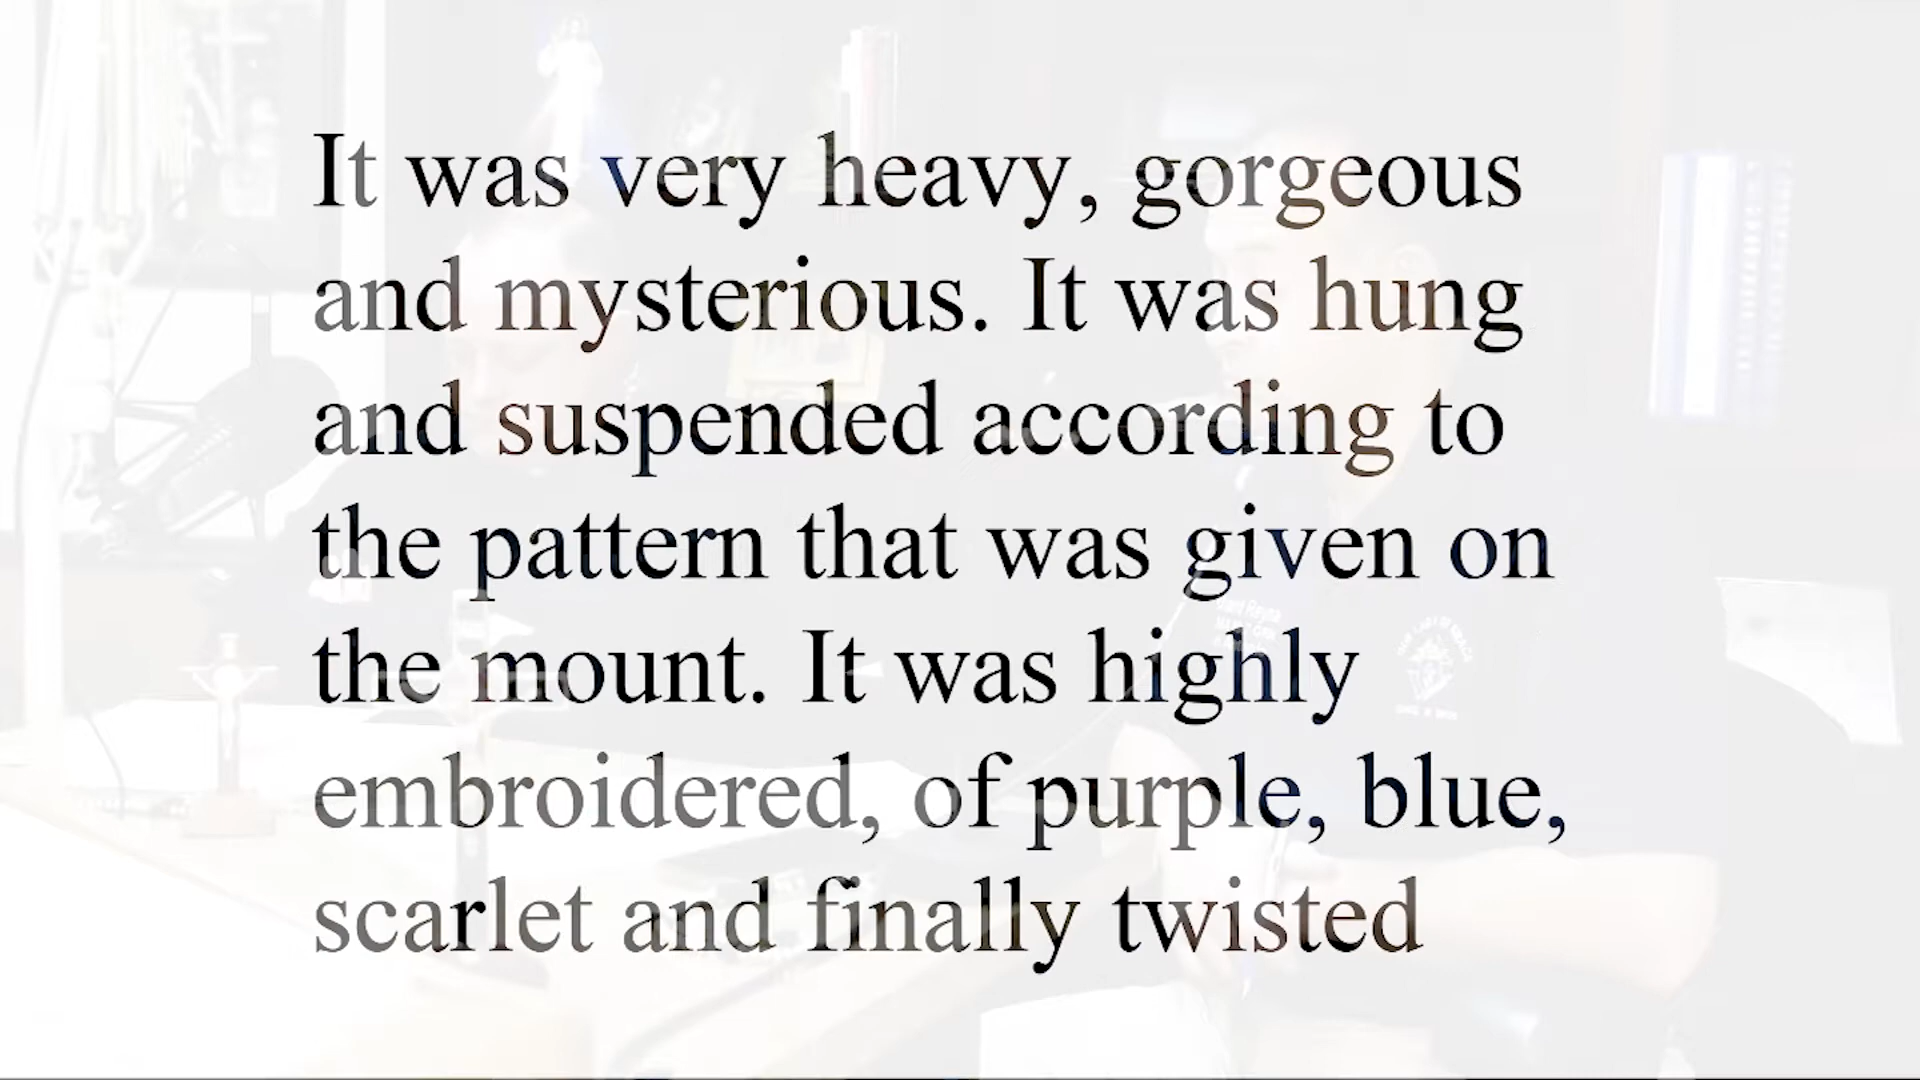 It was very heavy, gorgeous
and mysterious. It was hung
and suspended according to
the pattern that was given on
the mount. It was highly
embroidered, of purple, blue,
scarlet and finally twisted